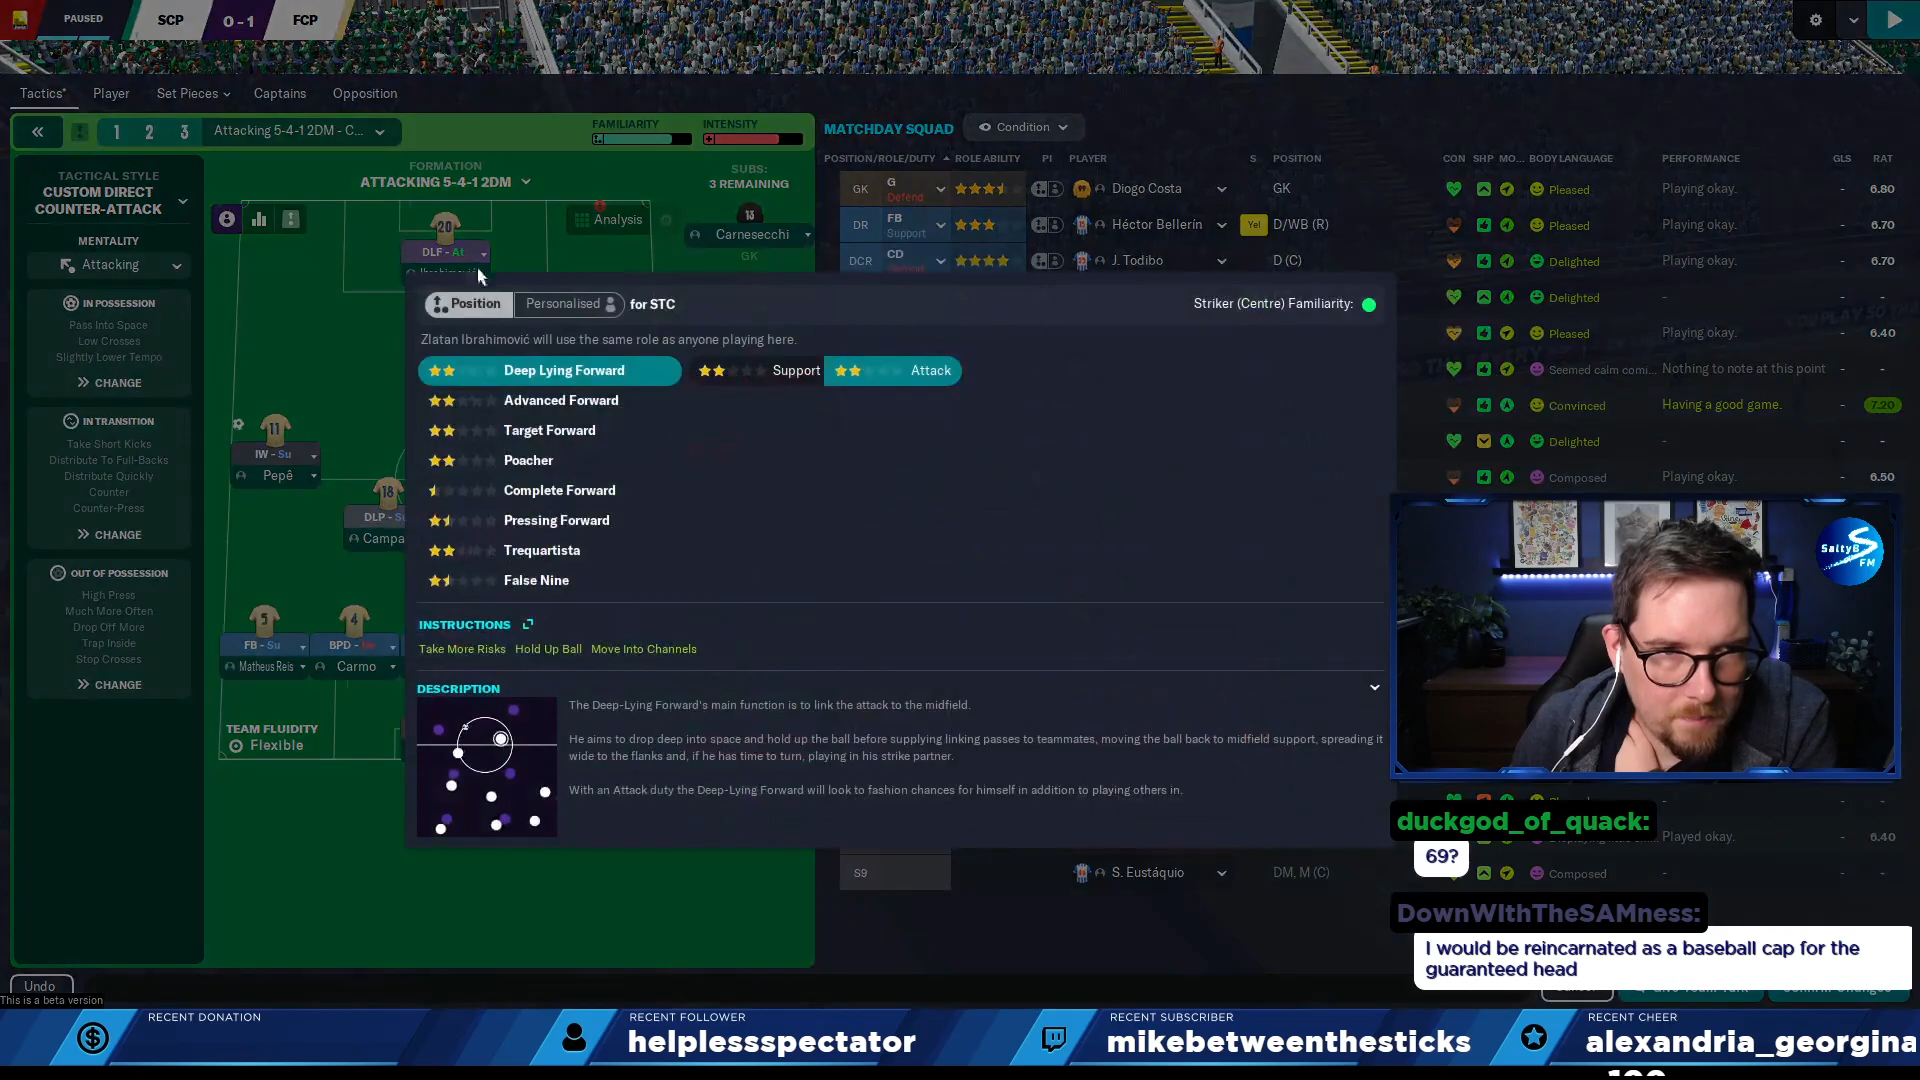 PAUSED
SCP 0 - 1 FCP
Tactics* Player Set Pieces Captains Opposition
1 2 3 Attacking 5-4-1 2DM - C...
FAMILIARITY INTENSITY
TACTICAL STYLE
CUSTOM DIRECT
COUNTER-ATTACK
MENTALITY
Attacking
IN POSSESSION
Pass Into Space
Low Crosses
Slightly Lower Tempo
CHANGE
IN TRANSITION
Take Short Kicks
Distribute To Full-Backs
Distribute Quickly
Counter
Counter-Press
CHANGE
OUT OF POSSESSION
High Press
Much More Often
Drop Off More
Trap Inside
Stop Crosses
CHANGE
FORMATION
ATTACKING 5-4-1 2DM
SUBS:
3 REMAINING
Analysis
13
Carnesecchi
GK
20
DLF - At
11
IW - Su
Pepê
18
DLP - Su
Campa
5
FB - Su
Matheus Reis
4
BPD - De
Carmo
TEAM FLUIDITY
Flexible
MATCHDAY SQUAD Condition
POSITION/ROLE/DUTY ROLE ABILITY PI PLAYER S POSITION CON SHP MO... BODY LANGUAGE PERFORMANCE GLS RAT
GK G Defend Diogo Costa GK Pleased Playing okay. - 6.80
DR FB Support Héctor Bellerín Yel D/WB (R) Pleased Playing okay. - 6.70
DCR CD J. Todibo D (C) Delighted Playing okay. - 6.70
Delighted - - -
Pleased Playing okay. - 6.40
Seemed calm comi... Nothing to note at this point - -
Convinced Having a good game. - 7.20
Delighted - - -
Composed Playing okay. - 6.50
Position Personalised for STC
Striker (Centre) Familiarity:
Zlatan Ibrahimović will use the same role as anyone playing here.
Deep Lying Forward Support Attack
Advanced Forward
Target Forward
Poacher
Complete Forward
Pressing Forward
Trequartista
False Nine
INSTRUCTIONS
Take More Risks Hold Up Ball Move Into Channels
DESCRIPTION
The Deep-Lying Forward's main function is to link the attack to the midfield.
He aims to drop deep into space and hold up the ball before supplying linking passes to teammates, moving the ball back to midfield support, spreading it
wide to the flanks and, if he has time to turn, playing in his strike partner.
With an Attack duty the Deep-Lying Forward will look to fashion chances for himself in addition to playing others in.
SaltyB
FM
Played okay. - 6.40
S9 S. Eustáquio DM, M (C) Composed - - -
duckgod_of_quack:
69?
DownWIthTheSAMness:
I would be reincarnated as a baseball cap for the
guaranteed head
Undo
This is a beta version
RECENT DONATION
RECENT FOLLOWER
helplessspectator
RECENT SUBSCRIBER
mikebetweenthesticks
RECENT CHEER
alexandria_georgina